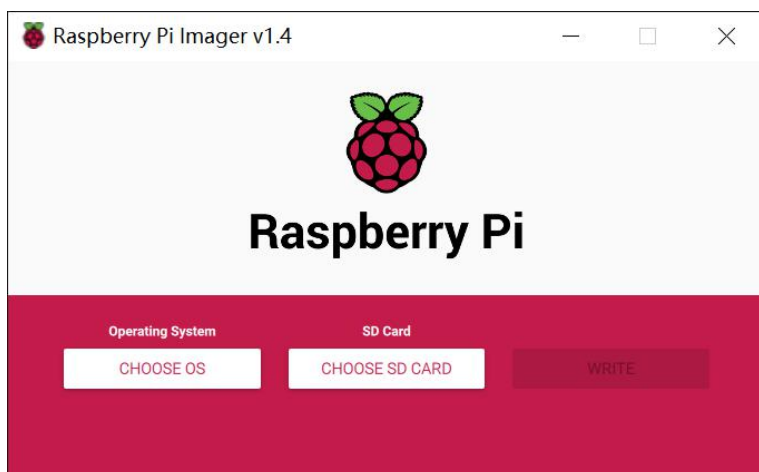 Raspberry Pi Imager v1.4
Raspberry Pi
Operating System
SD Card
CHOOSE OS
CHOOSE SD CARD
WRITE